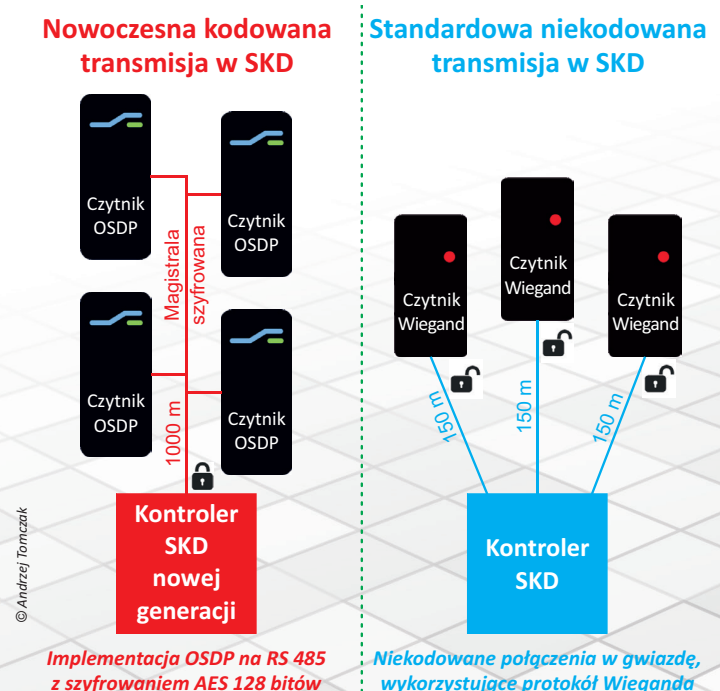 Nowoczesna kodowana
transmisja w SKD
Czytnik
OSDP
Czytnik
OSDP
Magistrala
szyfrowana
Czytnik
OSDP
Czytnik
OSDP
1000 m
Kontroler
SKD
nowej
generacji
Implementacja OSDP na RS 485
z szyfrowaniem AES 128 bitów
Standardowa niekodowana
transmisja w SKD
Czytnik
Wiegand
Czytnik
Wiegand
Czytnik
Wiegand
150 m
150 m
150 m
Kontroler
SKD
Niekodowane połączenia w gwiazdę,
wykorzystujące protokół Wieganda
© Andrzej Tomczak